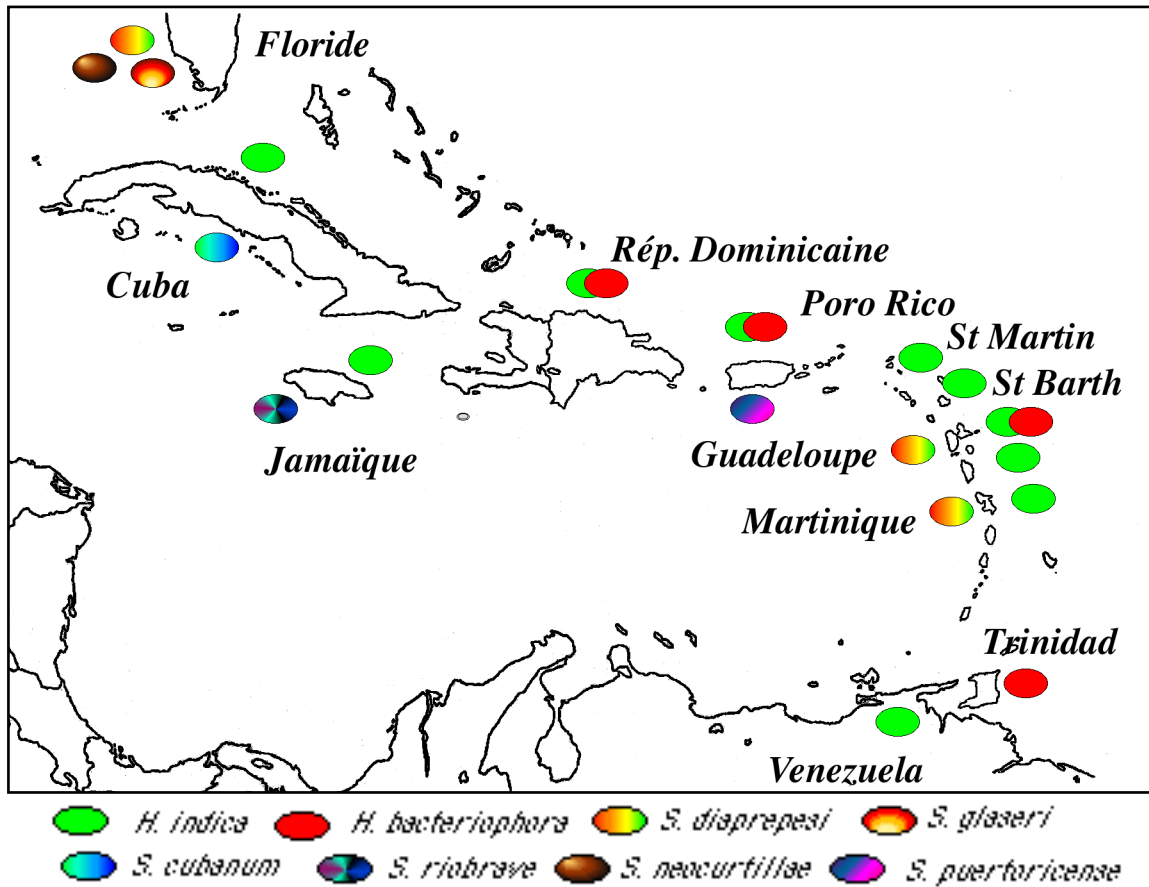 Floride
Rép. Dominicaine
Cuba
Poro Rico
St Martin
St Barth
Jamaïque
Guadeloupe
Martinique
Trinidad
Venezuela
H. indica H. bacteriophora S. diaprepesi S. glaseri
S. cubanum S. riobrave S. neocurtillae S. puertoricense